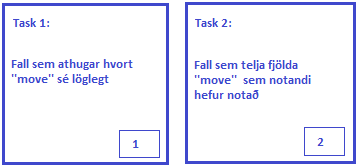 Task 1:
Fall sem athugar hvort
"move" sé löglegt
1
Task 2:
Fall sem telja fjölda
"move"  sem notandi
hefur notað
2